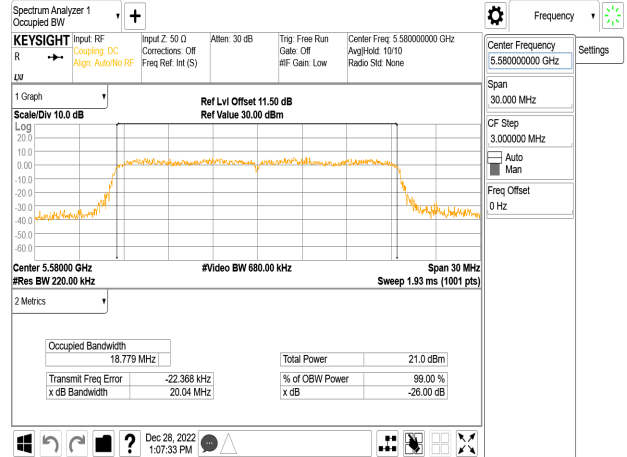 Spectrum Analyzer 1
Occupied BW
Frequency
KEYSIGHT
R
LXI
Input: RF
Coupling: DC
Align: Auto/No RF
Input Z: 50 Ω
Corrections: Off
Freq Ref: Int (S)
Atten: 30 dB
Trig: Free Run
Gate: Off
#IF Gain: Low
Center Freq: 5.580000000 GHz
Avg|Hold: 10/10
Radio Std: None
Center Frequency
5.580000000 GHz
Settings
Span
30.000 MHz
CF Step
3.000000 MHz
Auto
Man
Freq Offset
0 Hz
1 Graph
Scale/Div 10.0 dB
Ref Lvl Offset 11.50 dB
Ref Value 30.00 dBm
Log
20.0
10.0
0.00
-10.0
-20.0
-30.0
-40.0
-50.0
-60.0
Center 5.58000 GHz
#Video BW 680.00 kHz
Span 30 MHz
#Res BW 220.00 kHz
Sweep 1.93 ms (1001 pts)
2 Metrics
Occupied Bandwidth
18.779 MHz
Total Power 21.0 dBm
Transmit Freq Error -22.368 kHz
% of OBW Power 99.00 %
x dB Bandwidth 20.04 MHz
x dB -26.00 dB
?
Dec 28, 2022
1:07:33 PM